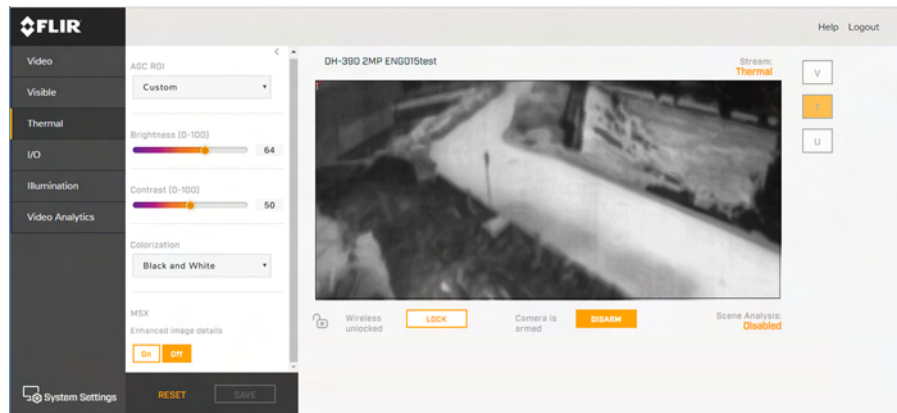 FLIR
Help Logout
Video
Visible
Thermal
I/O
Illumination
Video Analytics
System Settings
AGC ROI
Custom
Brightness (0-100)
64
Contrast (0-100)
50
Colorization
Black and White
MSX
Enhanced image details
On Off
RESET SAVE
DH-390 2MP ENG015test
Stream:
Thermal
V
T
U
Wireless
unlocked
LOCK
Camera is
armed
DISARM
Scene Analysis:
Disabled